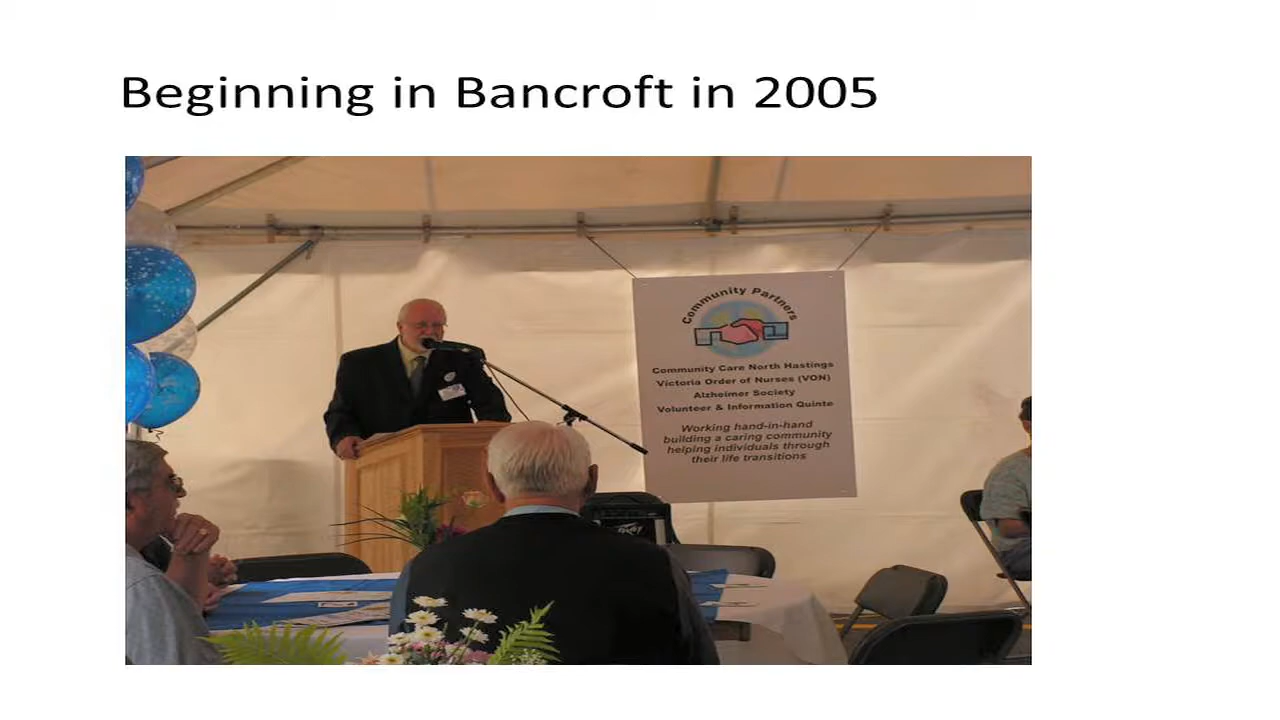 Beginning in Bancroft in 2005
Community Partners
Community Care North Hastings
Victoria Order of Nurses (VON)
Alzheimer Society
Volunteer & Information Quinte
Working hand-in-hand
building a caring community
helping individuals through
their life transitions